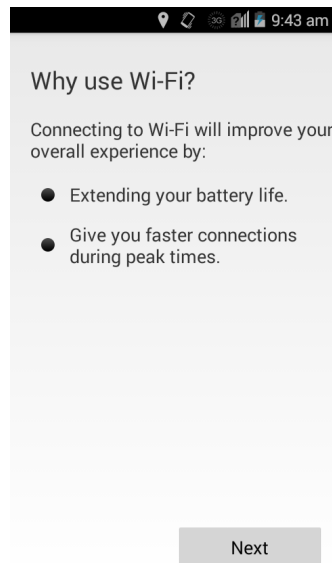 3G 9:43 am
Why use Wi-Fi?
Connecting to Wi-Fi will improve your
overall experience by:
Extending your battery life.
Give you faster connections
during peak times.
Next